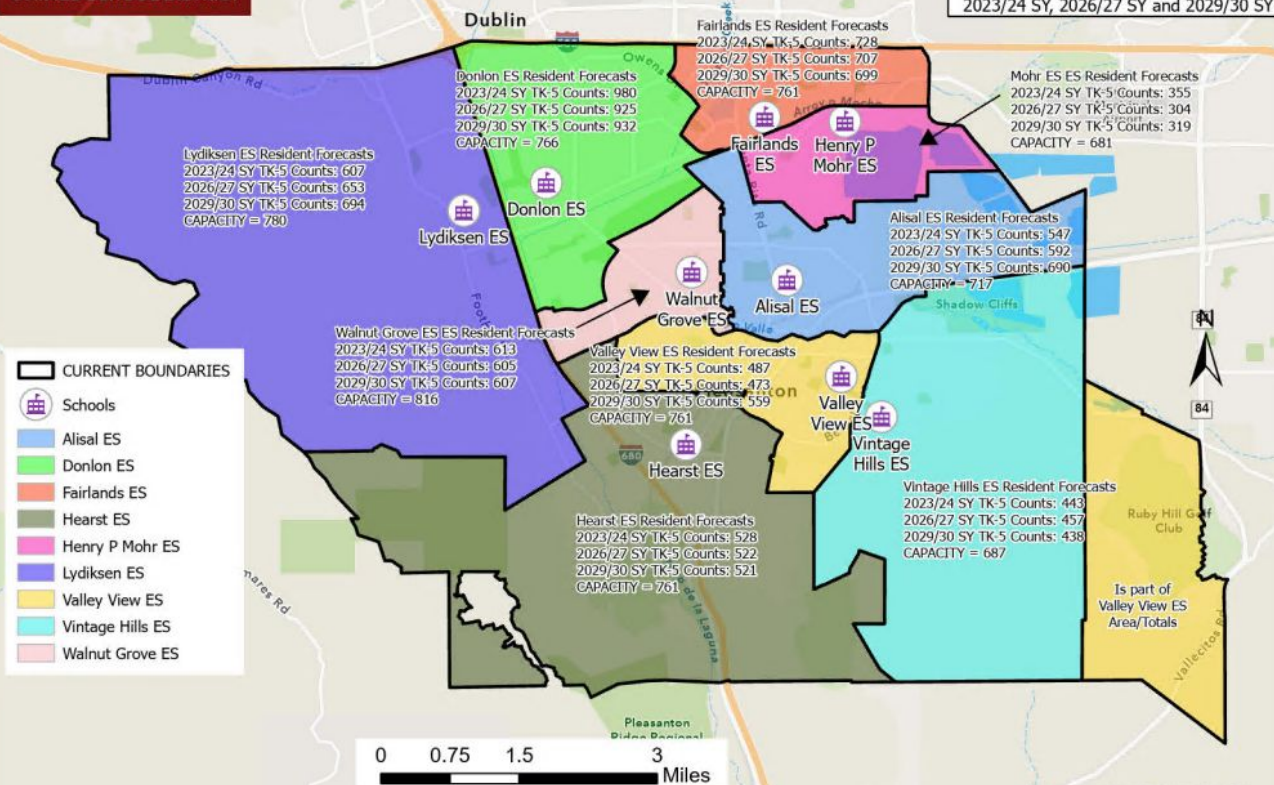 2023/24 SY, 2026/27 SY and 2029/30 SY
Dublin
Fairlands ES Resident Forecasts
2023/24 SY TK-5 Counts: 728
2026/27 SY TK-5 Counts: 707
2029/30 SY TK-5 Counts: 699
CAPACITY = 761
Dublin Canyon Rd
Owens
Donlon ES Resident Forecasts
2023/24 SY TK-5 Counts: 980
2026/27 SY TK-5 Counts: 925
2029/30 SY TK-5 Counts: 932
CAPACITY = 766
Mohr ES ES Resident Forecasts
2023/24 SY TK-5 Counts: 355
2026/27 SY TK-5 Counts: 304
2029/30 SY TK-5 Counts: 319
CAPACITY = 681
Fairlands
ES
Henry P
Mohr ES
Lydiksen ES Resident Forecasts
2023/24 SY TK-5 Counts: 607
2026/27 SY TK-5 Counts: 653
2029/30 SY TK-5 Counts: 694
CAPACITY = 780
Donlon ES
Lydiksen ES
Rd
Alisal ES Resident Forecasts
2023/24 SY TK-5 Counts: 547
2026/27 SY TK-5 Counts: 592
2029/30 SY TK-5 Counts: 690
CAPACITY = 717
Shadow Cliffs
Walnut
Grove ES
Alisal ES
Walnut Grove ES ES Resident Forecasts
2023/24 SY TK-5 Counts: 613
2026/27 SY TK-5 Counts: 605
2029/30 SY TK-5 Counts: 607
CAPACITY = 816
Valley View ES Resident Forecasts
2023/24 SY TK-5 Counts: 487
2026/27 SY TK-5 Counts: 473
2029/30 SY TK-5 Counts: 559
CAPACITY = 761
Valley
View ES
Vintage
Hills ES
N
84
680
Hearst ES
Vintage Hills ES Resident Forecasts
2023/24 SY TK-5 Counts: 443
2026/27 SY TK-5 Counts: 457
2029/30 SY TK-5 Counts: 438
CAPACITY = 687
Ruby Hill Golf
Club
Hearst ES Resident Forecasts
2023/24 SY TK-5 Counts: 528
2026/27 SY TK-5 Counts: 522
2029/30 SY TK-5 Counts: 521
CAPACITY = 761
Is part of
Valley View ES
Area/Totals
Vallecitos Rd
de la Laguna
mares Rd
CURRENT BOUNDARIES
Schools
Alisal ES
Donlon ES
Fairlands ES
Hearst ES
Henry P Mohr ES
Lydiksen ES
Valley View ES
Vintage Hills ES
Walnut Grove ES
Pleasanton
Ridge Regional
0 0.75 1.5 3
Miles